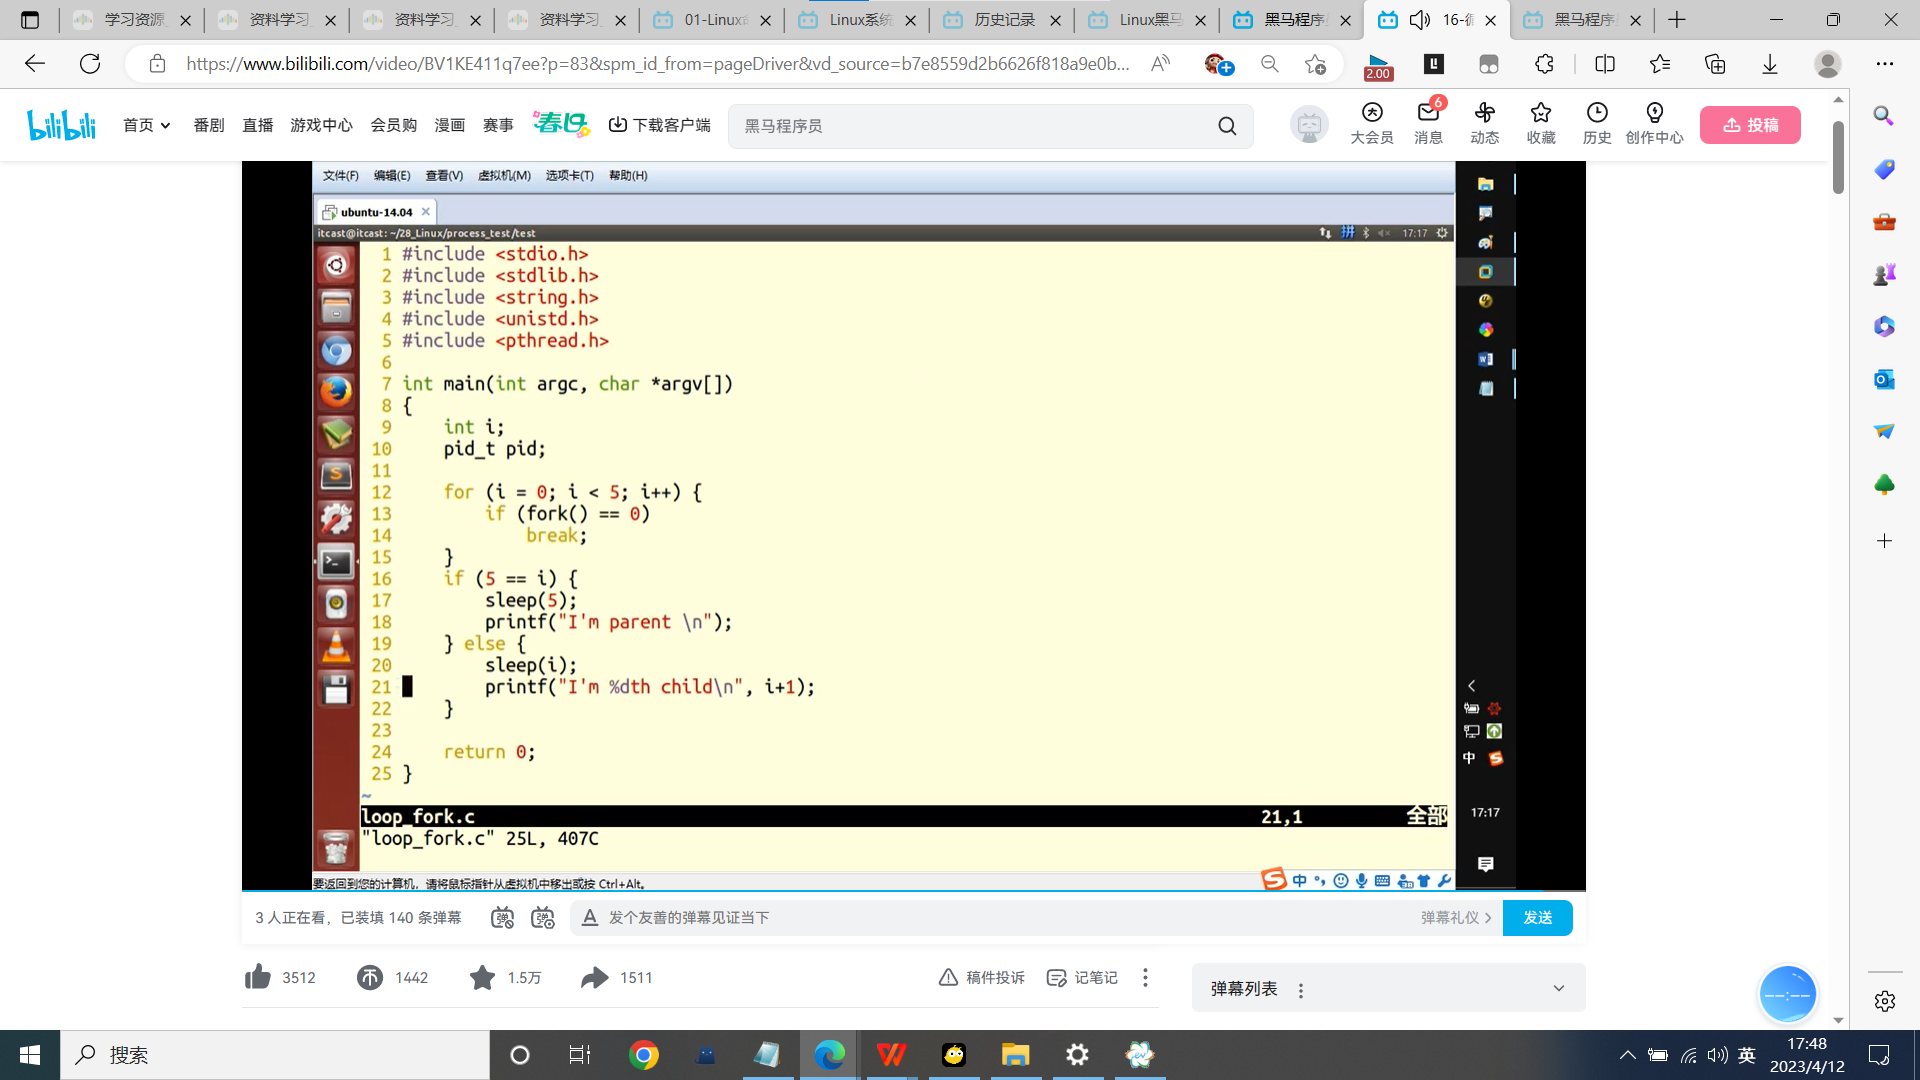 学习资源
资料学习
资料学习
资料学习
01-Linux
Linux系统
历史记录
Linux黑马
黑马程序
16-
黑马程序
https://www.bilibili.com/video/BV1KE411q7ee?p=83&spm_id_from=pageDriver&vd_source=b7e8559d2b6626f818a9e0b...
2.00
bilibili
首页
番剧
直播
游戏中心
会员购
漫画
赛事
下载客户端
黑马程序员
大会员
6
消息
动态
收藏
历史
创作中心
投稿
文件(F) 编辑(E) 查看(V) 虚拟机(M) 选项卡(T) 帮助(H)
ubuntu-14.04
itcast@itcast: ~/28_Linux/process_test/test
17:17
1 #include <stdio.h>
2 #include <stdlib.h>
3 #include <string.h>
4 #include <unistd.h>
5 #include <pthread.h>
6
7 int main(int argc, char *argv[])
8 {
9 int i;
10 pid_t pid;
11
12 for (i = 0; i < 5; i++) {
13 if (fork() == 0)
14 break;
15 }
16 if (5 == i) {
17 sleep(5);
18 printf("I'm parent \n");
19 } else {
20 sleep(i);
21 printf("I'm %dth child\n", i+1);
22 }
23
24 return 0;
25 }
~
loop_fork.c 21,1 全部
"loop_fork.c" 25L, 407C
要返回到您的计算机，请将鼠标指针从虚拟机中移出或按 Ctrl+Alt。
中
中
17:17
3 人正在看，已装填 140 条弹幕
发个友善的弹幕见证当下
弹幕礼仪
发送
3512
1442
1.5万
1511
稿件投诉
记笔记
弹幕列表
--:--
搜索
英
17:48
2023/4/12